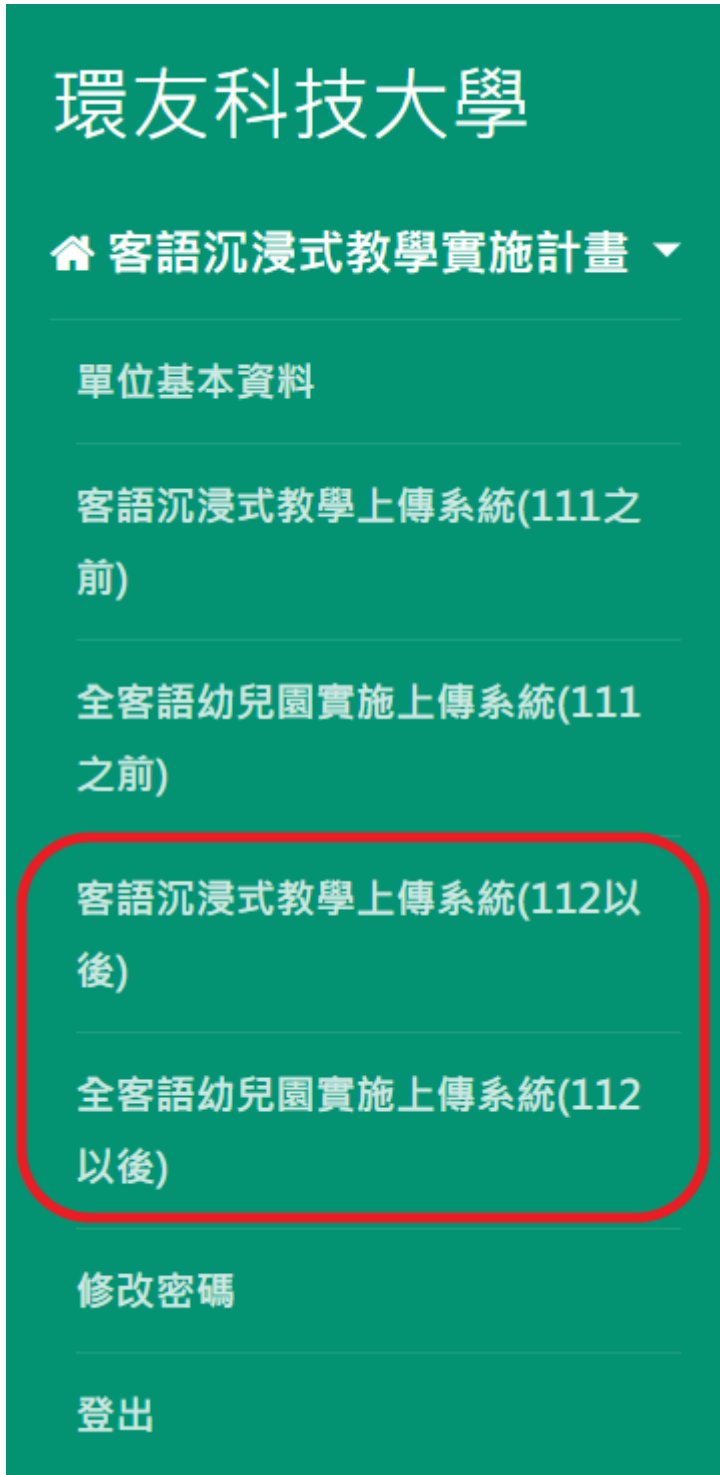 環友科技大學
客語沉浸式教學實施計畫
單位基本資料
客語沉浸式教學上傳系統(111之
前)
全客語幼兒園實施上傳系統(111
之前)
客語沉浸式教學上傳系統(112以
後)
全客語幼兒園實施上傳系統(112
以後)
修改密碼
登出